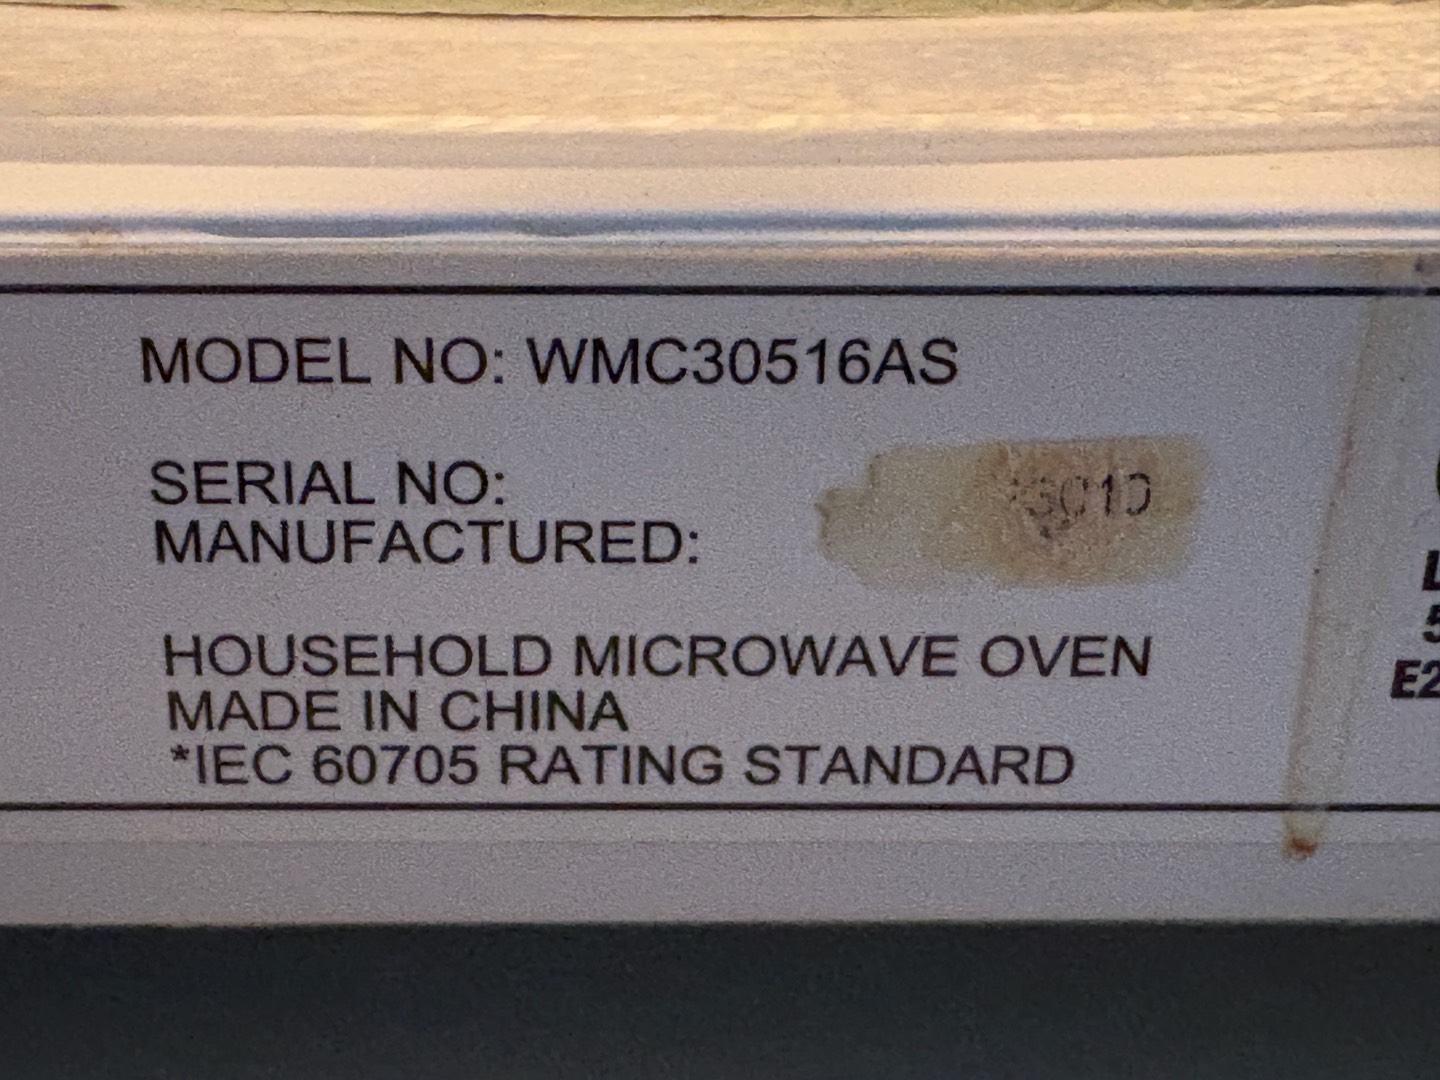 MODEL NO: WMC30516AS
SERIAL NO:
MANUFACTURED:
HOUSEHOLD MICROWAVE OVEN
MADE IN CHINA
*IEC 60705 RATING STANDARD